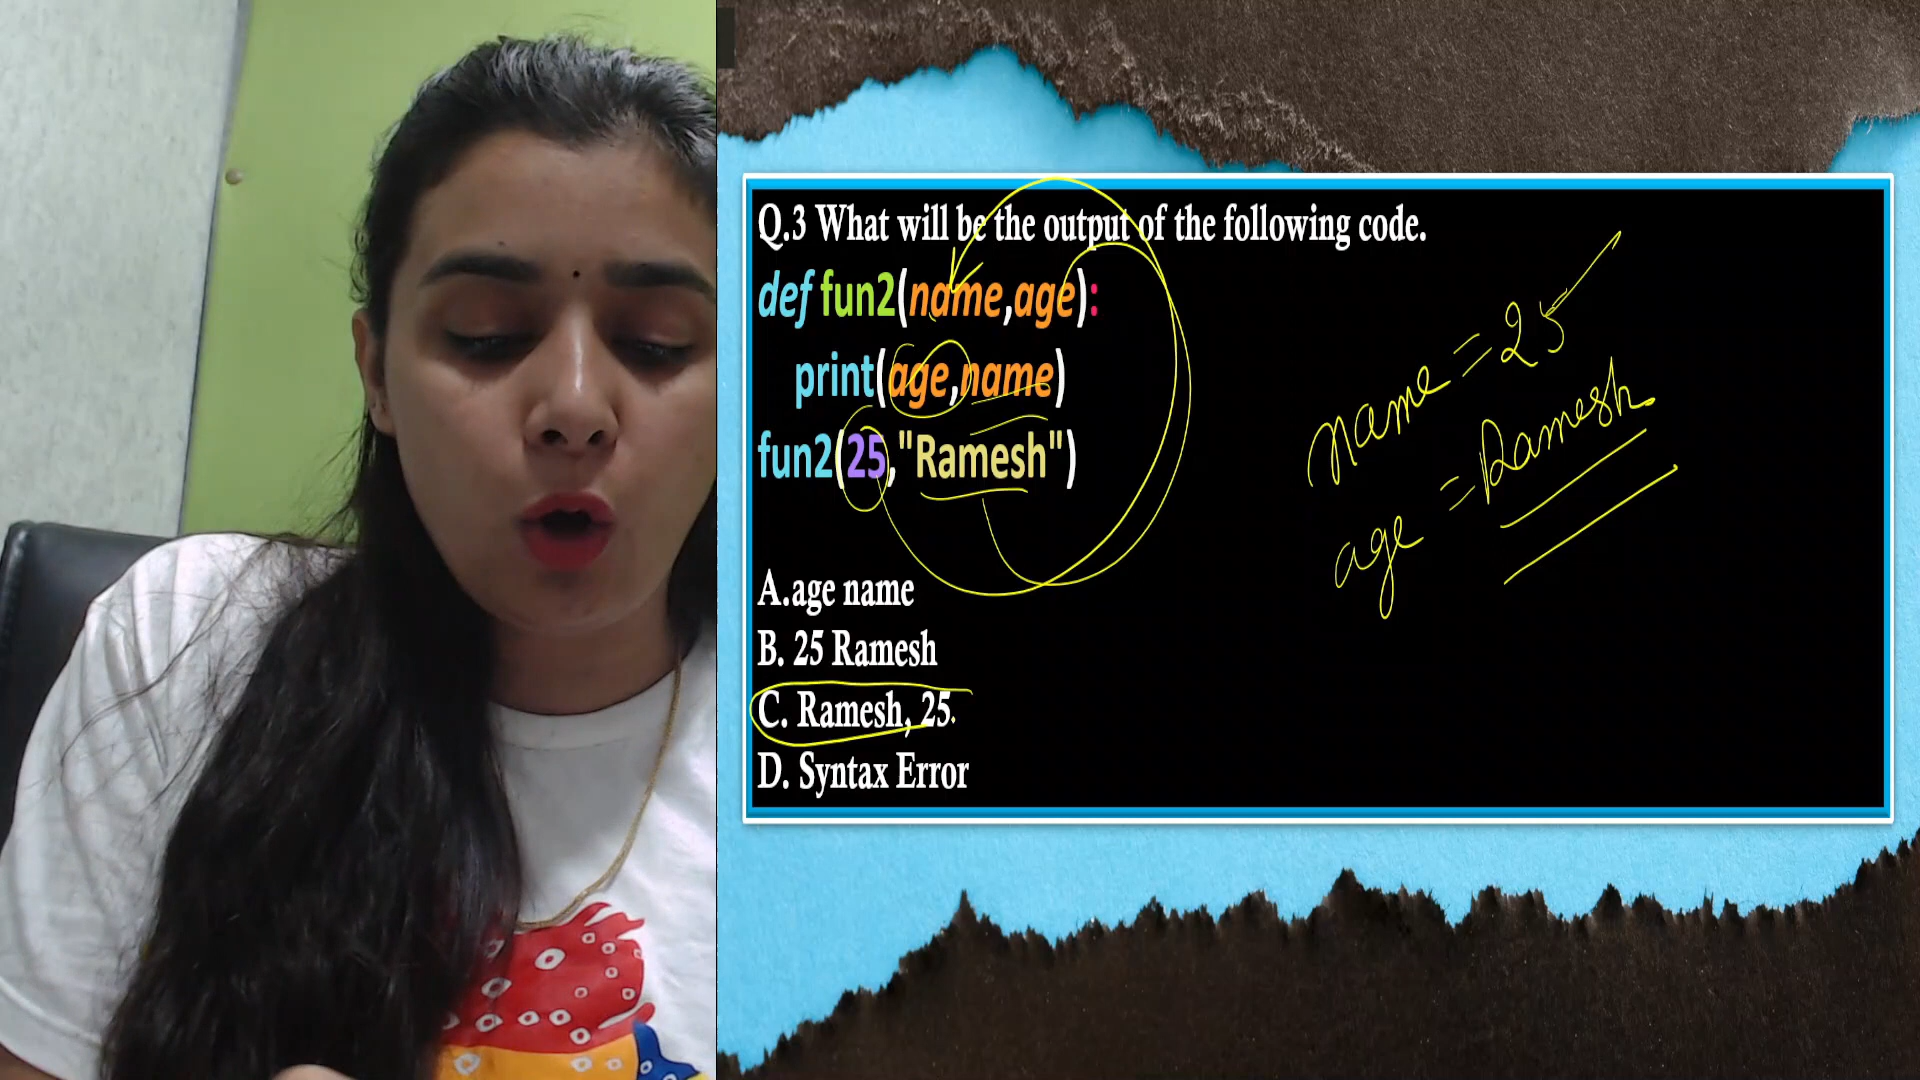 Q.3 What will be the output of the following code.
def fun2(name,age):
print(age,name)
fun2(25,"Ramesh")
A.age name
B. 25 Ramesh
C. Ramesh, 25
D. Syntax Error
name = 25
age = Ramesh